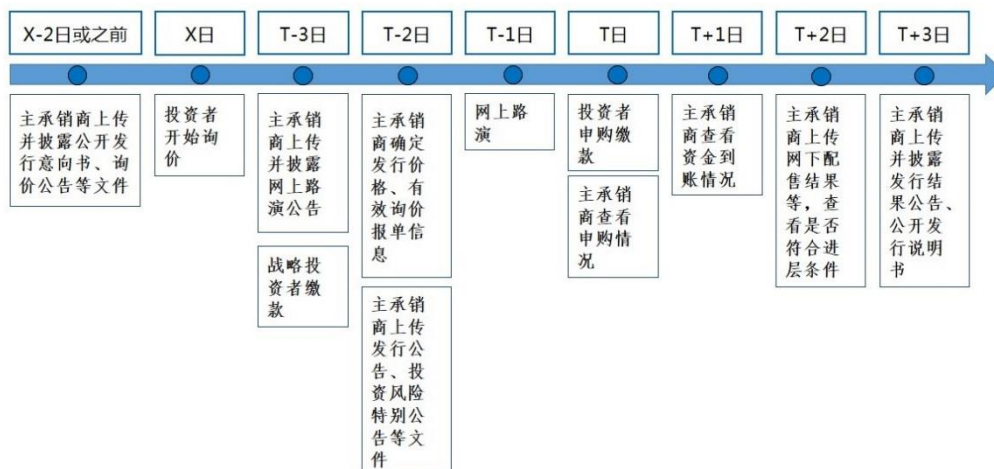 X-2日或之前
X日
T-3日
T-2日
T-1日
T日
T+1日
T+2日
T+3日
主承销商上传
并披露公开发
行意向书、询
价公告等文件
投资者
开始询
价
主承销
商上传
并披露
网上路
演公告
战略投
资者缴
款
主承销
商确定
发行价
格、有
效询价
报单信
息
主承销
商上传
发行公
告、投
资风险
特别公
告等文
件
网上路
演
投资者
申购缴
款
主承销
商查看
申购情
况
主承销
商查看
资金到
账情况
主承销
商上传
网下配
售结果
等，查
看是否
符合进
层条件
主承销
商上传
并披露
发行结
果公告、
公开发
行说明
书